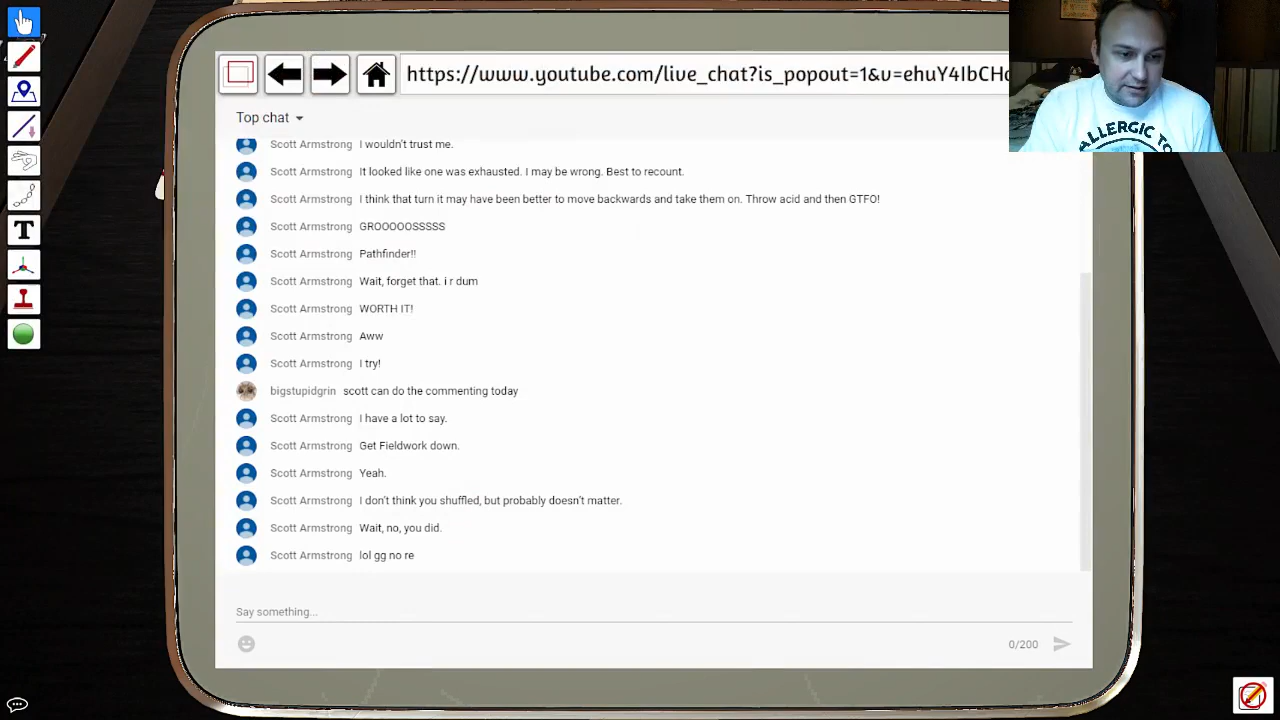 https://www.youtube.com/live_chat?is_popout=1&v=ehuY4IbCH
Top chat
Scott Armstrong I wouldn't trust me.
Scott Armstrong It looked like one was exhausted. I may be wrong. Best to recount.
Scott Armstrong I think that turn it may have been better to move backwards and take them on. Throw acid and then GTFO!
Scott Armstrong GROOOOOSSSSS
Scott Armstrong Pathfinder!!
Scott Armstrong Wait, forget that. i r dum
Scott Armstrong WORTH IT!
Scott Armstrong Aww
Scott Armstrong I try!
bigstupidgrin scott can do the commenting today
Scott Armstrong I have a lot to say.
Scott Armstrong Get Fieldwork down.
Scott Armstrong Yeah.
Scott Armstrong I don't think you shuffled, but probably doesn't matter.
Scott Armstrong Wait, no, you did.
Scott Armstrong lol gg no re
Say something...
0/200
T
ALLERGIC TO